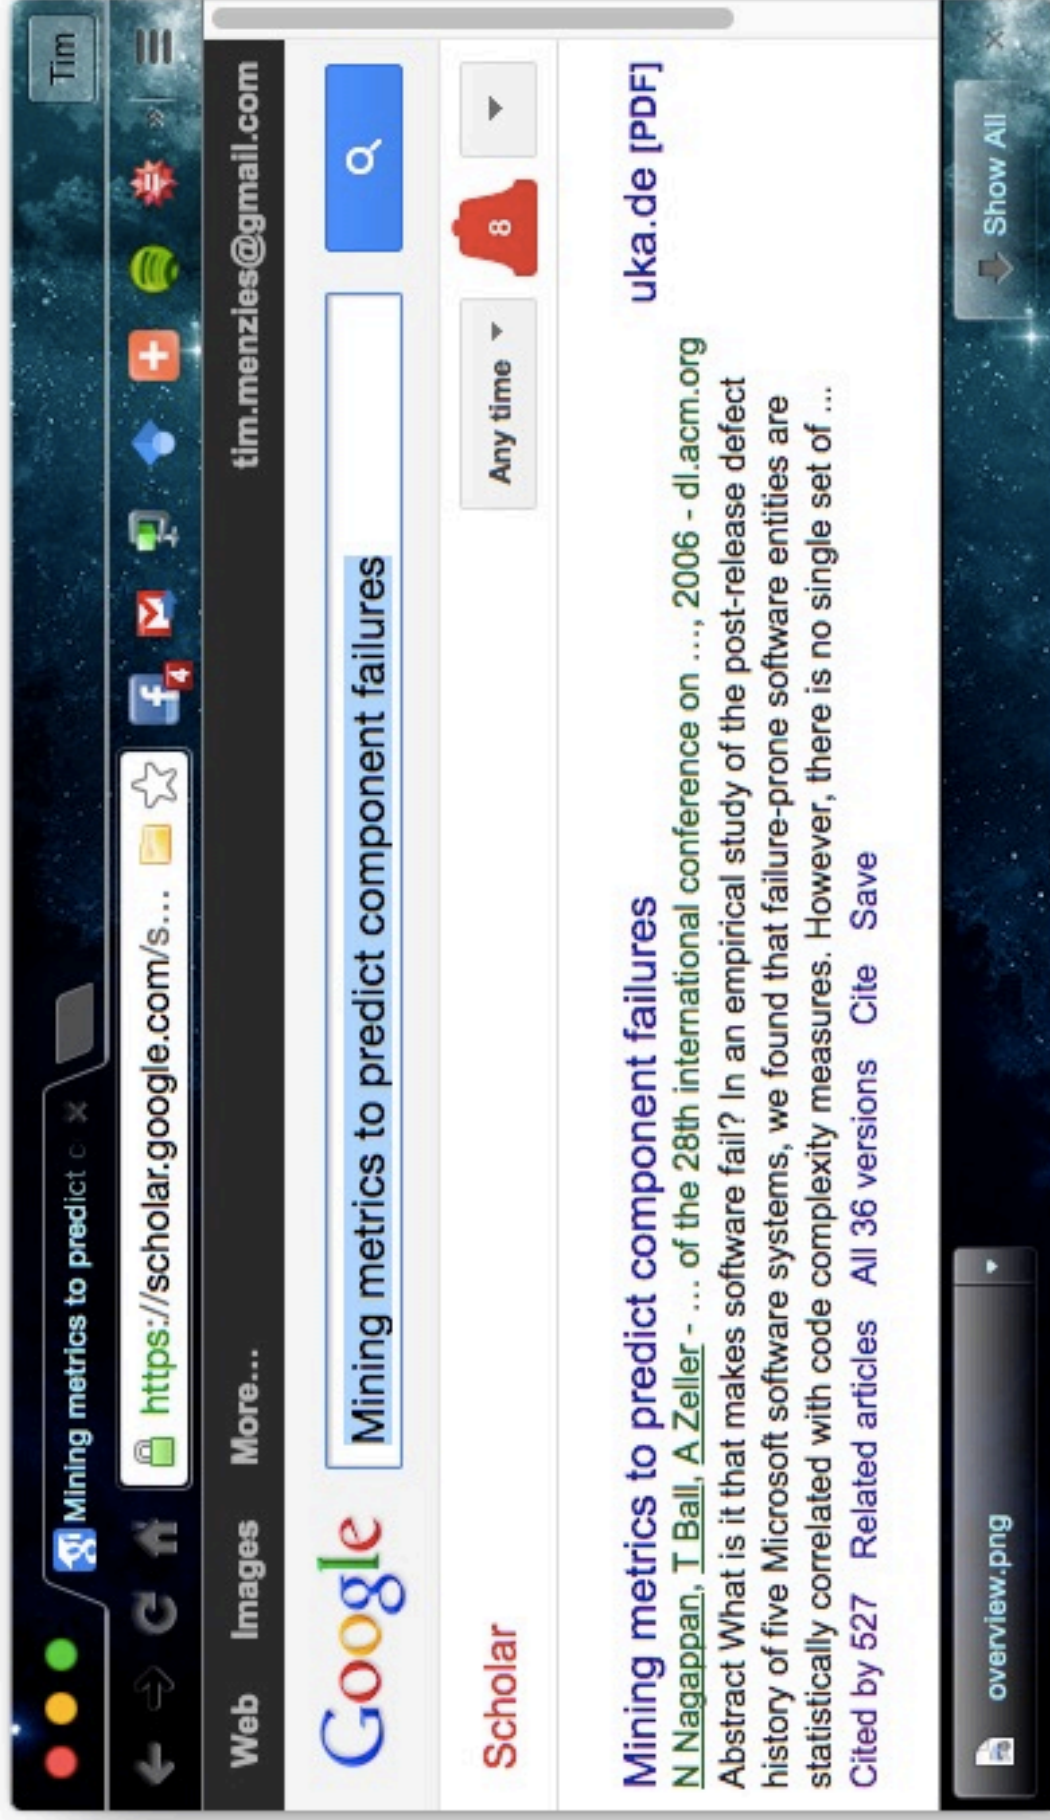 Mining metrics to predict c
Tim
https://scholar.google.com/s...
4
Web Images More... tim.menzies@gmail.com
Google
Mining metrics to predict component failures
Scholar
8
Any time
Mining metrics to predict component failures
uka.de [PDF]
N Nagappan, T Ball, A Zeller - ... of the 28th international conference on ..., 2006 - dl.acm.org
Abstract What is it that makes software fail? In an empirical study of the post-release defect
history of five Microsoft software systems, we found that failure-prone software entities are
statistically correlated with code complexity measures. However, there is no single set of ...
Cited by 527 Related articles All 36 versions Cite Save
overview.png
Show All